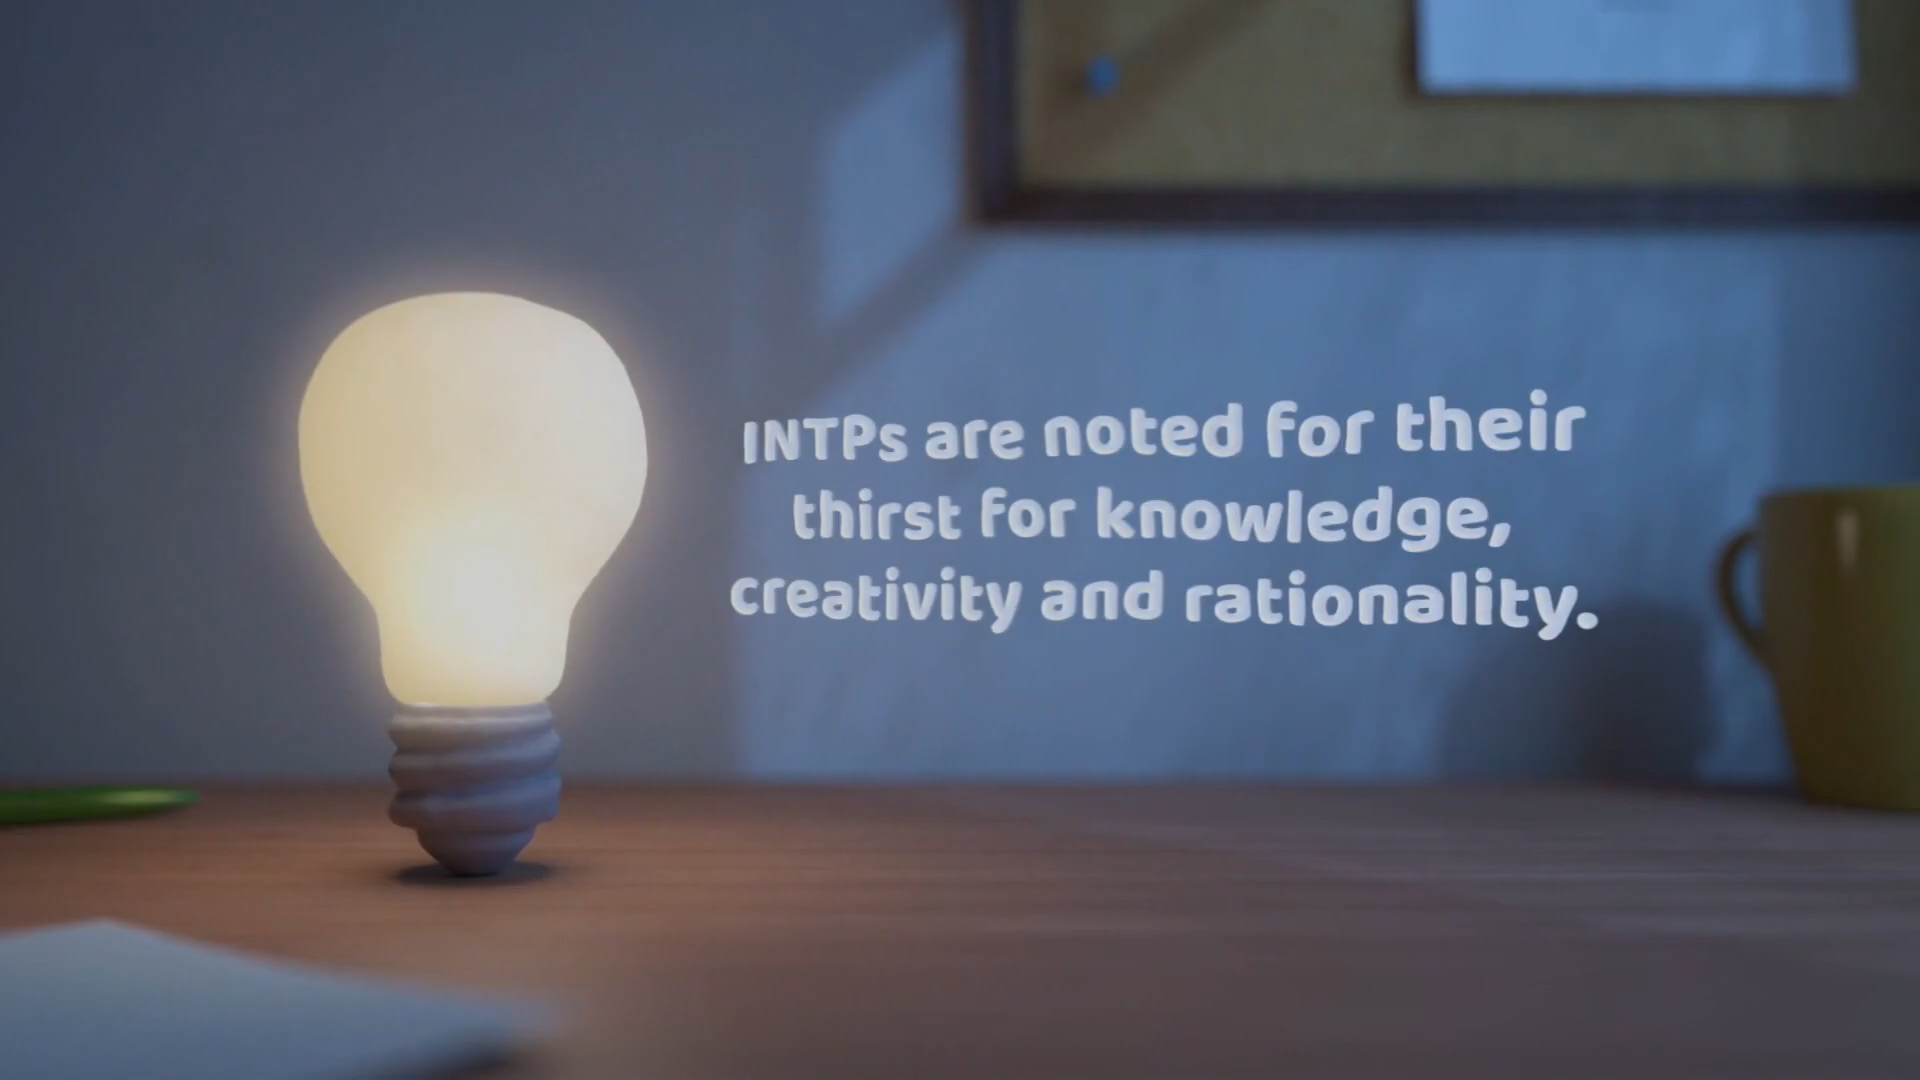 INTPs are noted for their
thirst for knowledge,
creativity and rationality.